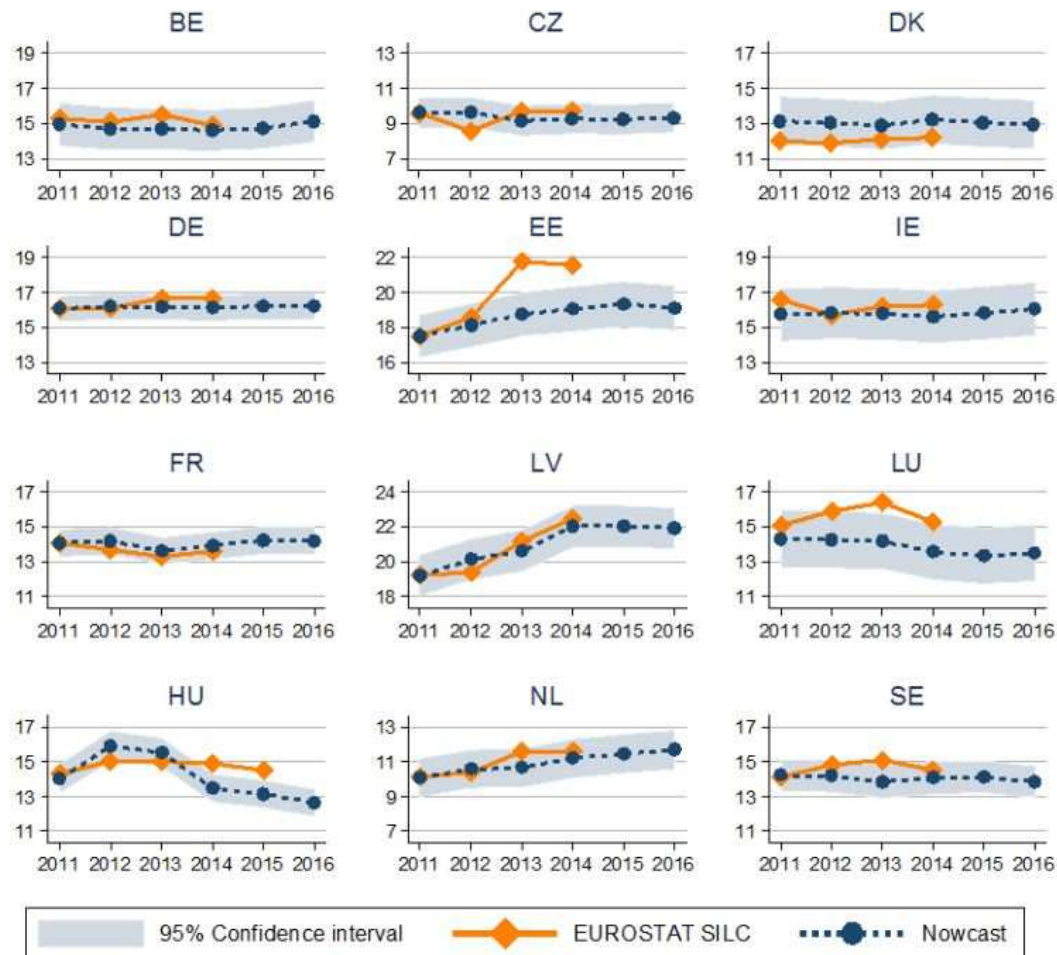 BE CZ DK
19 13 19
17 11 17
15 9 15
13 7 13
11
2011 2012 2013 2014 2015 2016 2011 2012 2013 2014 2015 2016 2011 2012 2013 2014 2015 2016
DE EE IE
19 22 19
17 20 17
15 18 15
13 16 13
2011 2012 2013 2014 2015 2016 2011 2012 2013 2014 2015 2016 2011 2012 2013 2014 2015 2016
FR LV LU
17 24 17
15 22 15
13 20 13
11 18 11
2011 2012 2013 2014 2015 2016 2011 2012 2013 2014 2015 2016 2011 2012 2013 2014 2015 2016
HU NL SE
17 13 17
15 11 15
13 9 13
11 7 11
2011 2012 2013 2014 2015 2016 2011 2012 2013 2014 2015 2016 2011 2012 2013 2014 2015 2016
95% Confidence interval EUROSTAT SILC Nowcast